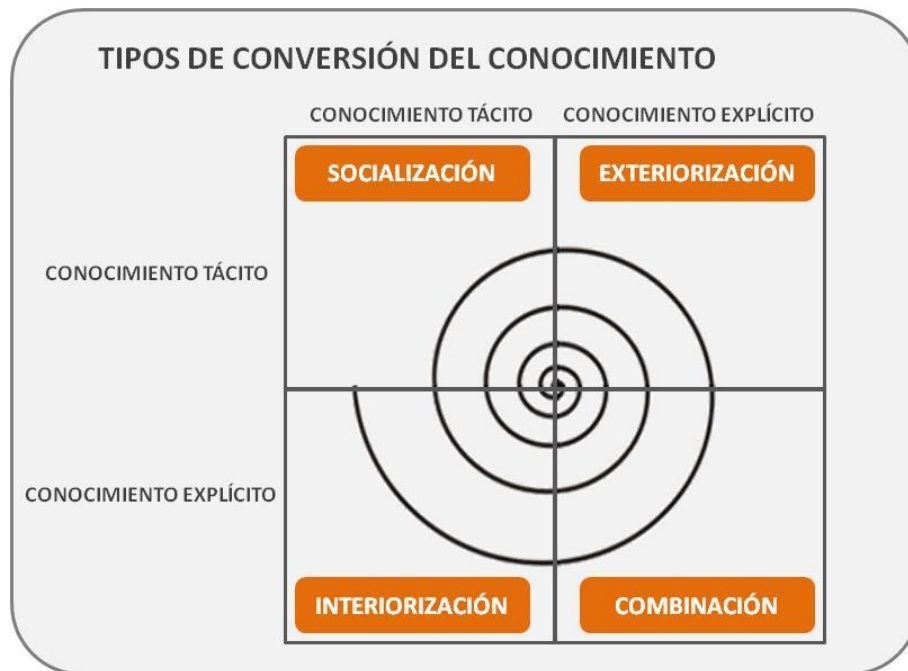 TIPOS DE CONVERSIÓN DEL CONOCIMIENTO
CONOCIMIENTO TÁCITO
CONOCIMIENTO EXPLÍCITO
SOCIALIZACIÓN
EXTERIORIZACIÓN
CONOCIMIENTO TÁCITO
CONOCIMIENTO EXPLÍCITO
INTERIORIZACIÓN
COMBINACIÓN